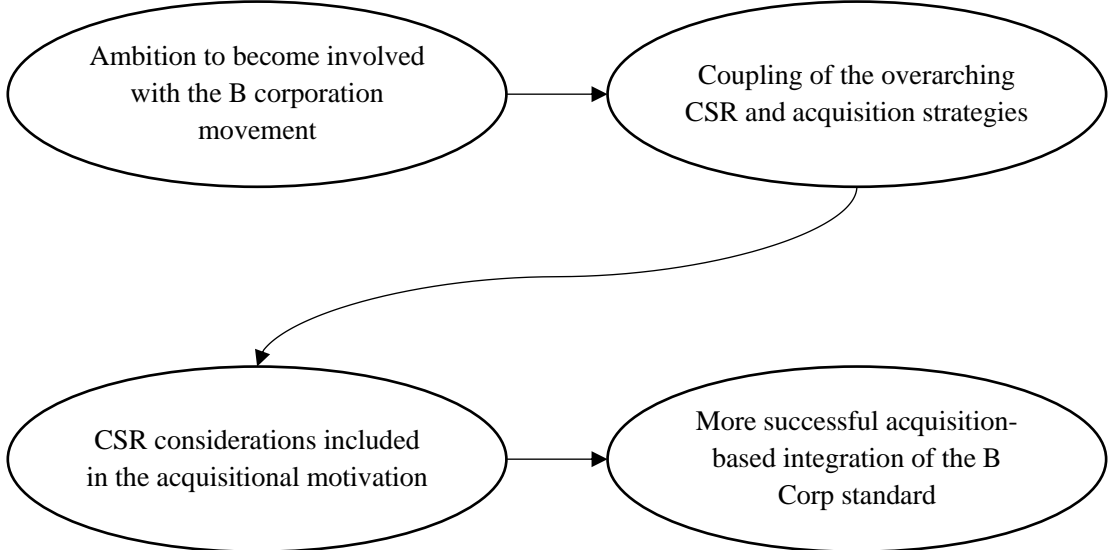 Ambition to become involved
with the B corporation
movement
Coupling of the overarching
CSR and acquisition strategies
CSR considerations included
in the acquisitional motivation
More successful acquisition-
based integration of the B
Corp standard